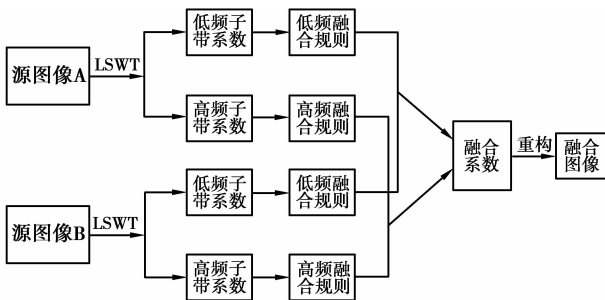 源图像A
LSWT
低频子
带系数
低频融
合规则
高频子
带系数
高频融
合规则
源图像B
LSWT
低频子
带系数
低频融
合规则
高频子
带系数
高频融
合规则
融合
系数
重构
融合
图像